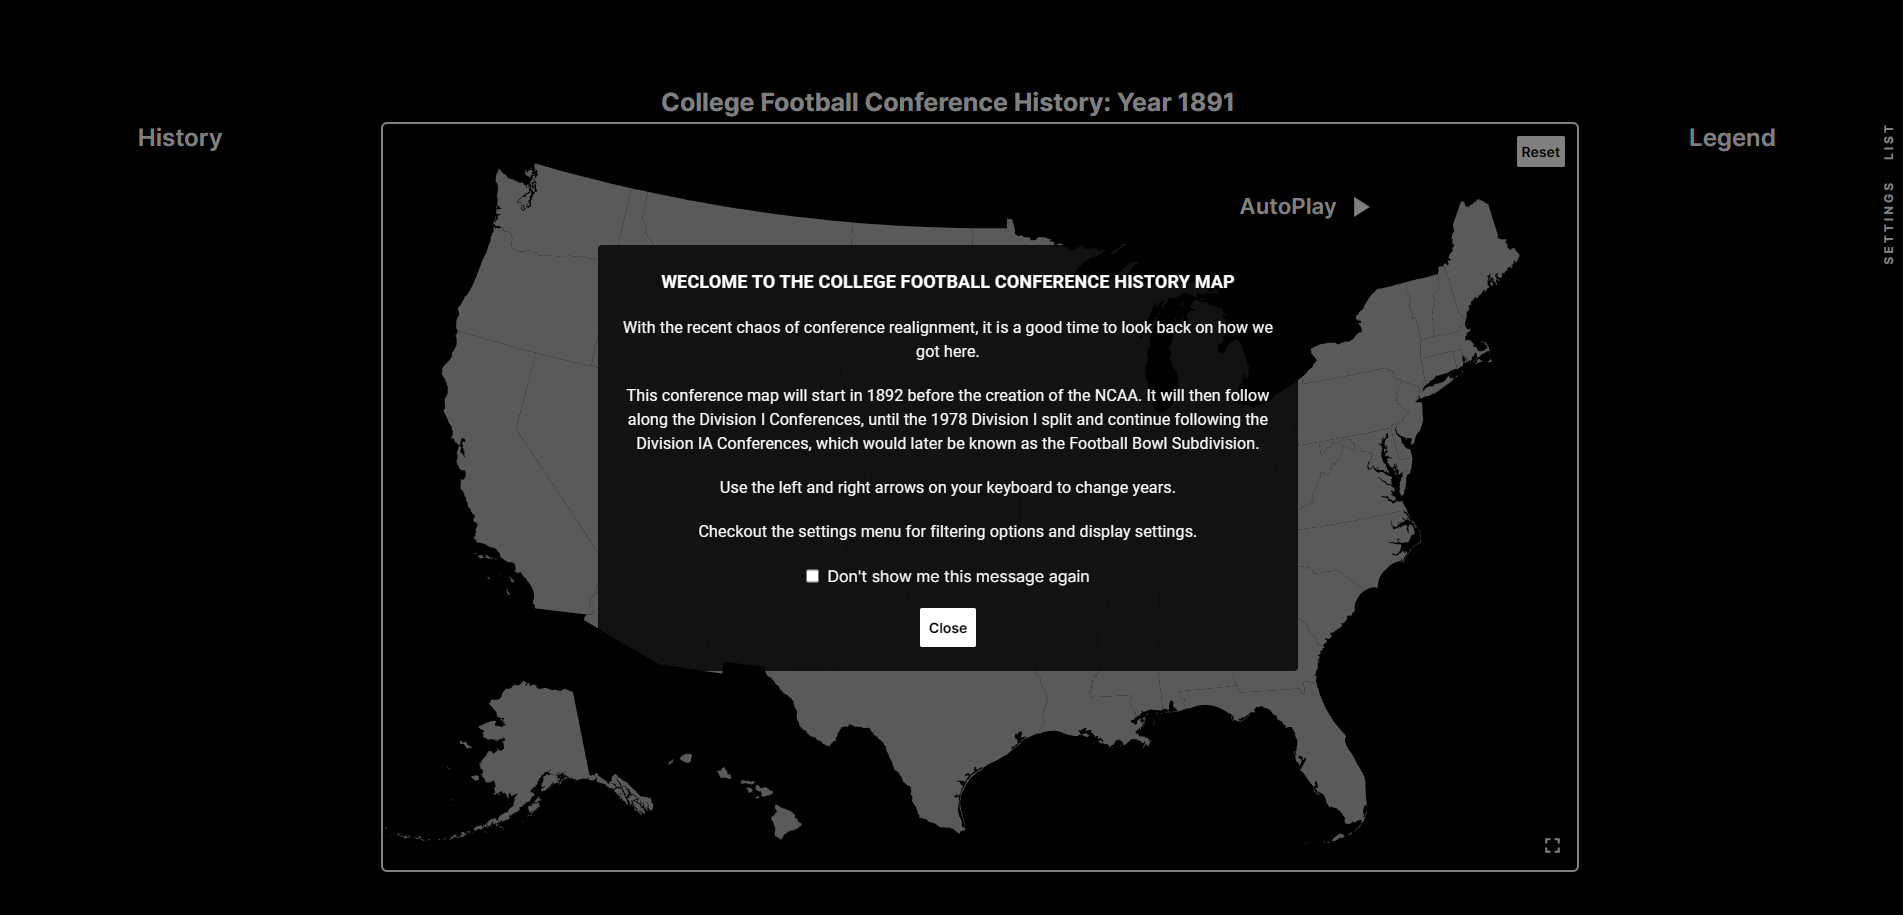 College Football Conference History: Year 1891
History
Legend
LIST
SETTINGS
Reset
AutoPlay
WECLOME TO THE COLLEGE FOOTBALL CONFERENCE HISTORY MAP
With the recent chaos of conference realignment, it is a good time to look back on how we
got here.
This conference map will start in 1892 before the creation of the NCAA. It will then follow
along the Division I Conferences, until the 1978 Division I split and continue following the
Division IA Conferences, which would later be known as the Football Bowl Subdivision.
Use the left and right arrows on your keyboard to change years.
Checkout the settings menu for filtering options and display settings.
Don't show me this message again
Close